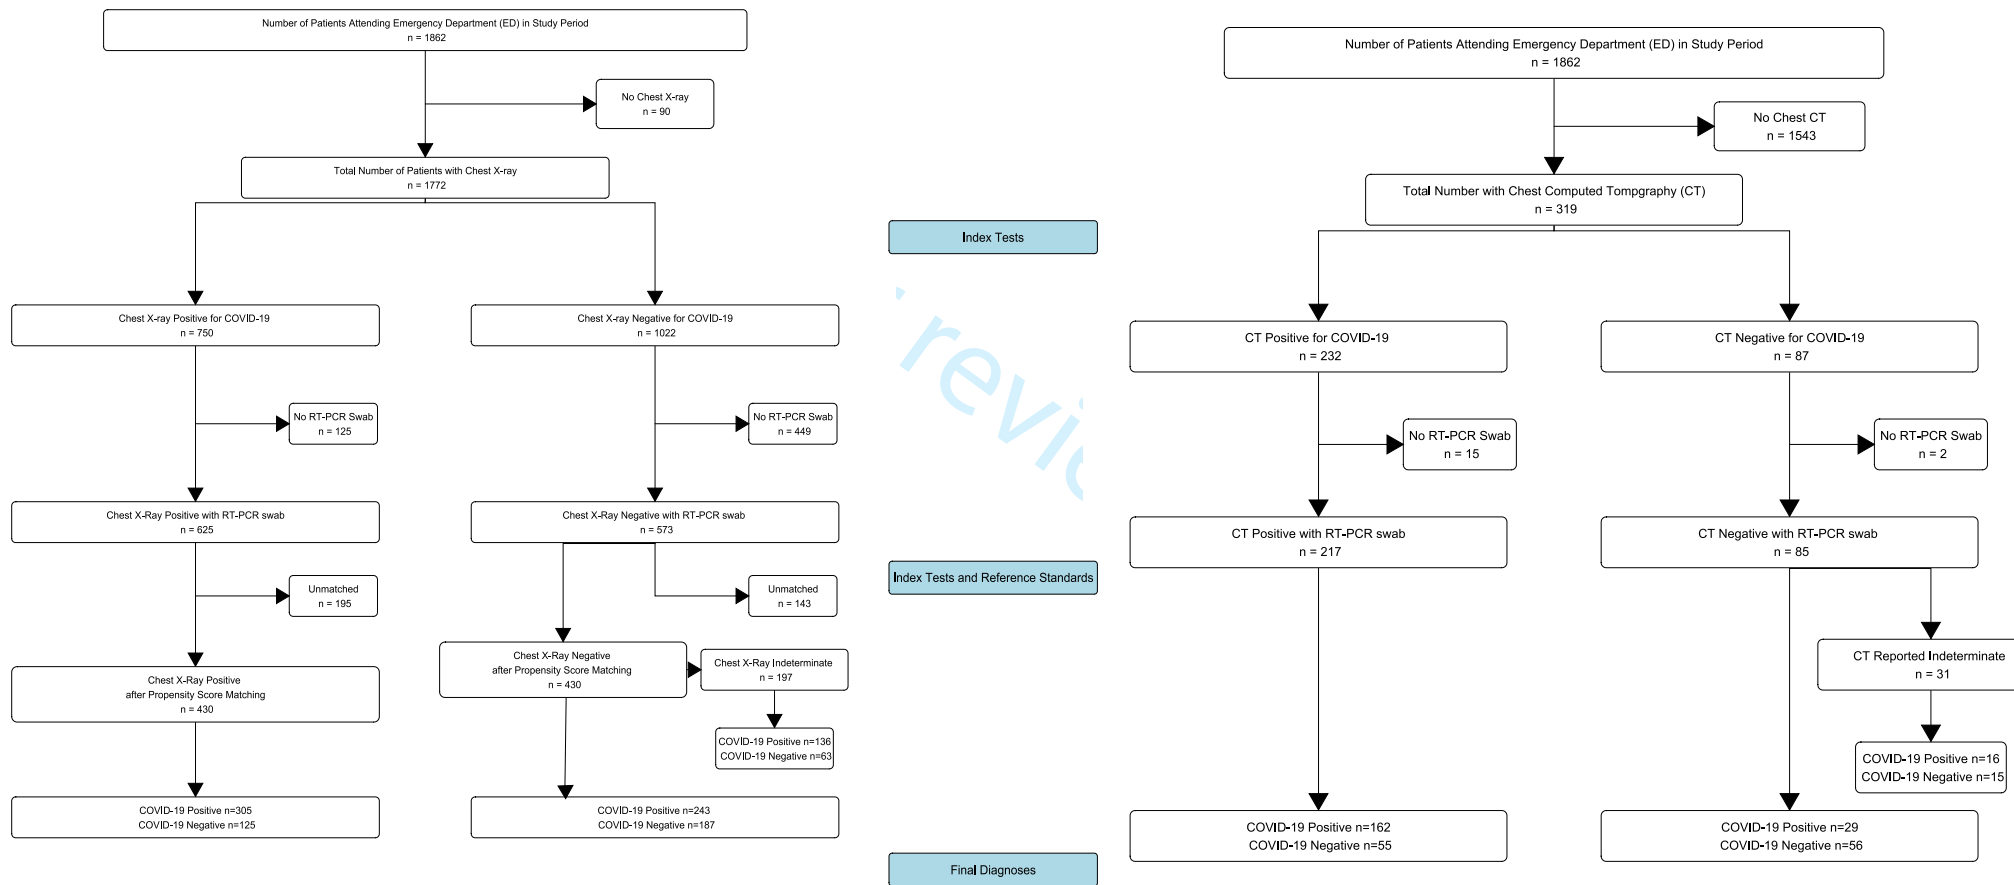 Number of Patients Attending Emergency Department (ED) in Study Period
n = 1862
No Chest X-ray
n = 90
Total Number of Patients with Chest X-ray
n = 1772
Chest X-ray Positive for COVID-19
n = 750
Chest X-ray Negative for COVID-19
n = 1022
No RT-PCR Swab
n = 125
No RT-PCR Swab
n = 449
Chest X-Ray Positive with RT-PCR swab
n = 625
Chest X-Ray Negative with RT-PCR swab
n = 573
Unmatched
n = 195
Unmatched
n = 143
Chest X-Ray Positive
after Propensity Score Matching
n = 430
Chest X-Ray Negative
after Propensity Score Matching
n = 430
Chest X-Ray Indeterminate
n = 197
COVID-19 Positive n=136
COVID-19 Negative n=63
COVID-19 Positive n=305
COVID-19 Negative n=125
COVID-19 Positive n=243
COVID-19 Negative n=187
Index Tests
Index Tests and Reference Standards
Final Diagnoses
Number of Patients Attending Emergency Department (ED) in Study Period
n = 1862
No Chest CT
n = 1543
Total Number with Chest Computed Tompgraphy (CT)
n = 319
CT Positive for COVID-19
n = 232
CT Negative for COVID-19
n = 87
No RT-PCR Swab
n = 15
No RT-PCR Swab
n = 2
CT Positive with RT-PCR swab
n = 217
CT Negative with RT-PCR swab
n = 85
CT Reported Indeterminate
n = 31
COVID-19 Positive n=16
COVID-19 Negative n=15
COVID-19 Positive n=162
COVID-19 Negative n=55
COVID-19 Positive n=29
COVID-19 Negative n=56